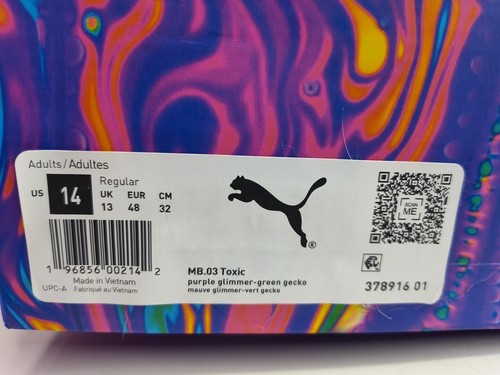 Adults/Adultes
Regular
US 14 UK EUR CM
13 48 32
SCAN
ME
®
1 96856 00214 2
UPC-A
Made in Vietnam
Fabriqué au Vietnam
MB.03 Toxic
purple glimmer-green gecko
mauve glimmer-vert gecko
378916 01